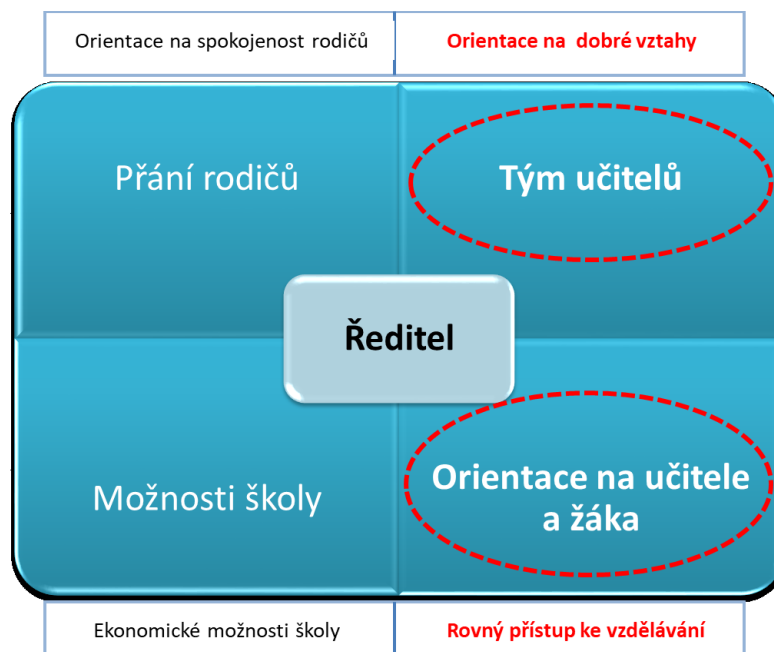 Orientace na spokojenost rodičů
Orientace na dobré vztahy
Přání rodičů
Tým učitelů
Ředitel
Možnosti školy
Orientace na učitele
a žáka
Ekonomické možnosti školy
Rovný přístup ke vzdělávání